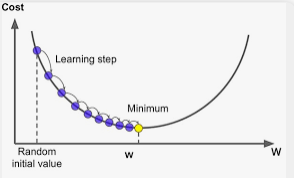 Cost
Learning step
Minimum
Random
initial value
w
W